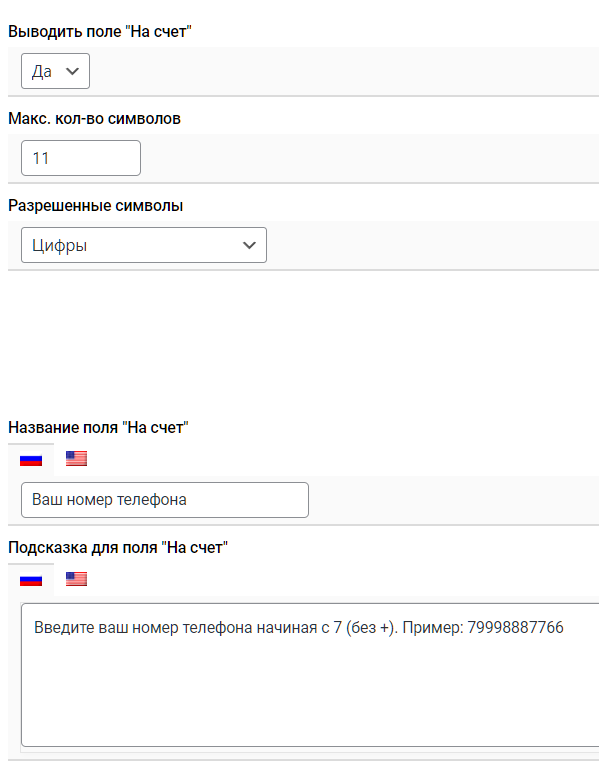 Выводить поле "На счет"
Да
Макс. кол-во символов
11
Разрешенные символы
Цифры
Название поля "На счет"
Ваш номер телефона
Подсказка для поля "На счет"
Введите ваш номер телефона начиная с 7 (без +). Пример: 79998887766